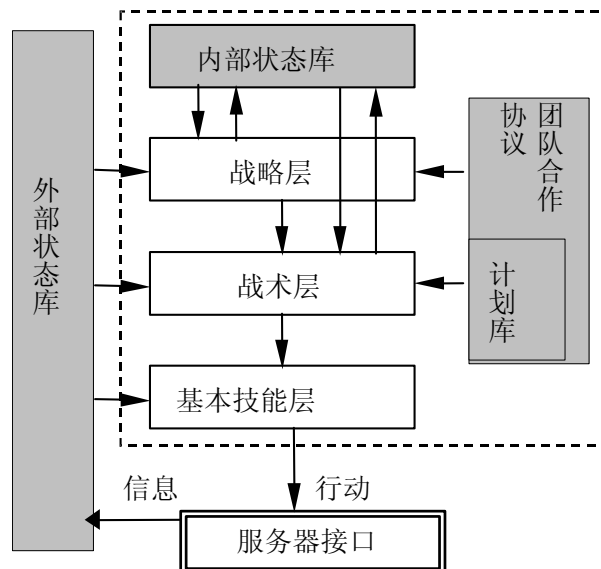 内部状态库
团队合作
协议
战略层
外部状态库
战术层
计划库
基本技能层
信息
行动
服务器接口